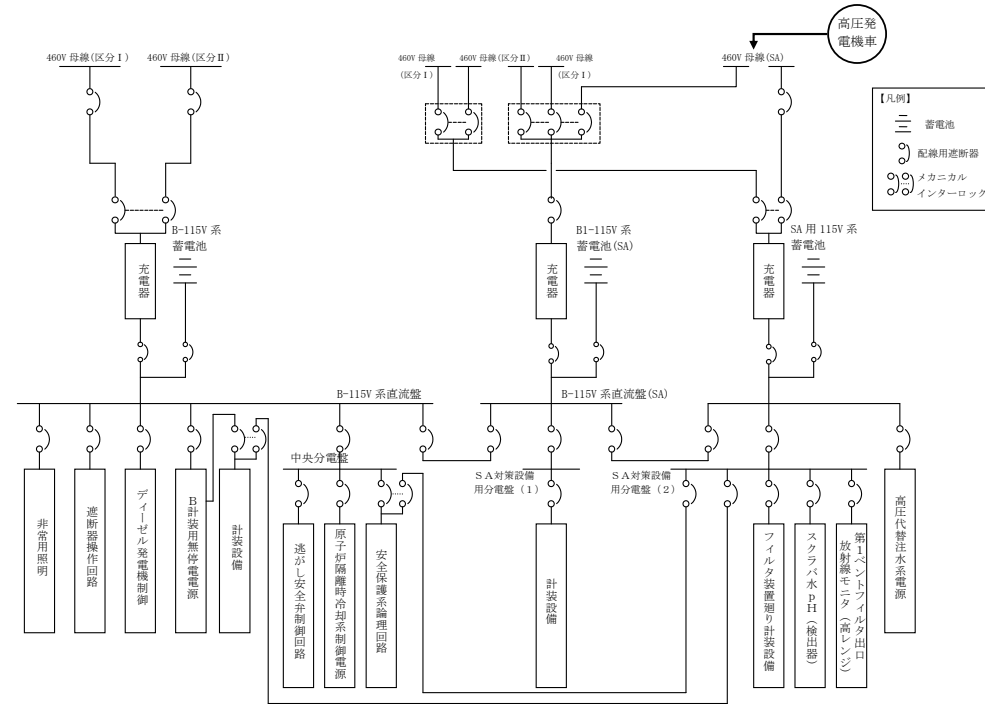 高圧発
電機車
460V 母線(区分Ⅰ)
460V 母線(区分Ⅱ)
460V 母線
(区分Ⅰ)
460V 母線(区分Ⅱ)
460V 母線
(区分Ⅰ)
460V 母線(SA)
【凡例】
蓄電池
配線用遮断器
メカニカル
インターロック
B-115V 系
蓄電池
B1-115V 系
蓄電池(SA)
SA 用 115V 系
蓄電池
充電器
充電器
充電器
B-115V 系直流盤
B-115V 系直流盤(SA)
中央分電盤
SA対策設備
用分電盤(1)
SA対策設備
用分電盤(2)
非常用照明
遮断器操作回路
ディーゼル発電機制御
B計装用無停電電源
計装設備
逃がし安全弁制御回路
原子炉隔離時冷却系制御電源
安全保護系論理回路
計装設備
フィルタ装置廻り計装設備
スクラバ水pH(検出器)
第1ベントフィルタ出口
放射線モニタ(高レンジ)
高圧代替注水系電源